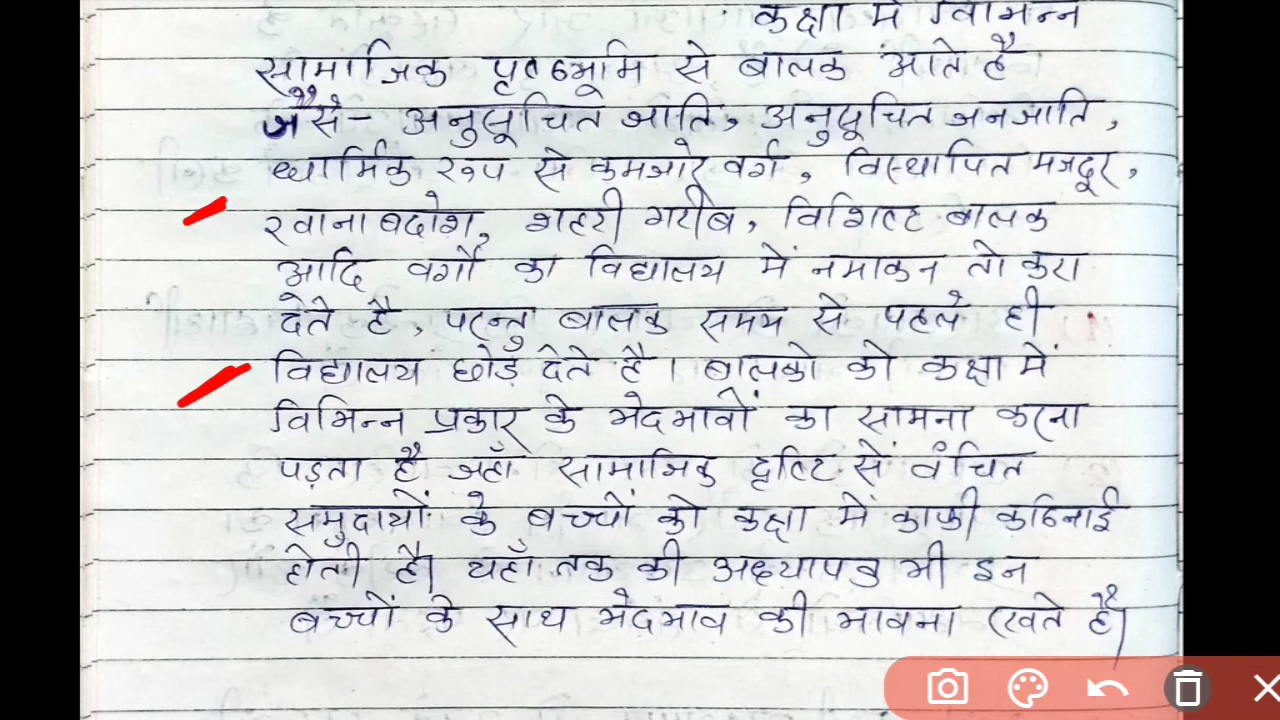 कक्षा में विभिन्न
सामाजिक पृष्ठभूमि से बालक आते है
जैसे- अनुसूचित जाति, अनुसूचित जनजाति,
धार्मिक रुप से कमजोर वर्ग, विस्थापित मजदूर,
खानाबदोश, शहरी गरीब, विशिष्ट बालक
आदि वर्गों का विद्यालय में नमाकन तो करा
देते है, परन्तु बालक समय से पहले ही
विद्यालय छोड़ देते है। बालको को कक्षा में
विभिन्न प्रकार के भेदभावों का सामना करना
पड़ता है जहाँ सामाजिक दृष्टि से वंचित
समुदायों के बच्चों को कक्षा में काफी कठिनाई
होती है। यहाँ तक की अध्यापक भी इन
बच्चों के साथ भेदभाव की भावना रखते है।